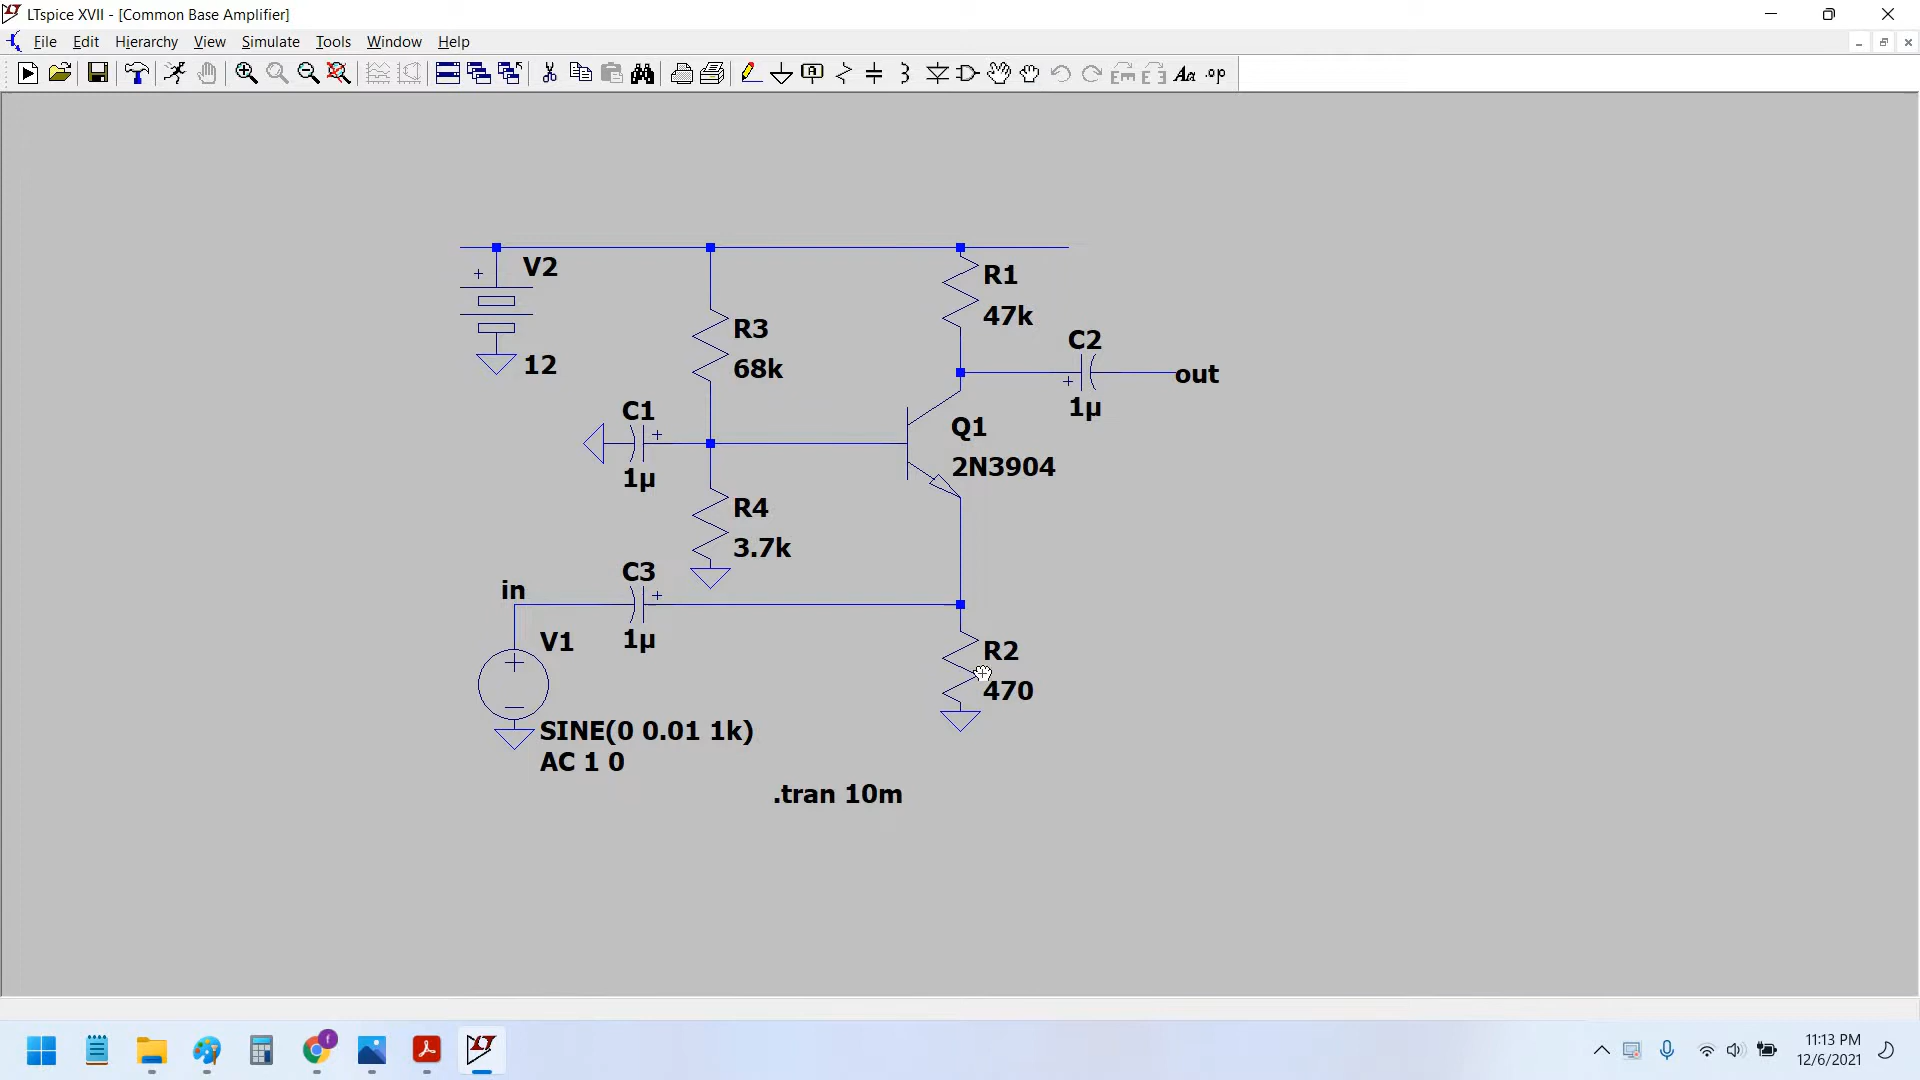 LTspice XVII - [Common Base Amplifier]
File Edit Hierarchy View Simulate Tools Window Help
V2
+
12
R3
68k
R1
47k
C2
+
1µ
out
C1
+
1µ
Q1
2N3904
R4
3.7k
in
C3
+
1µ
V1
R2
470
SINE(0 0.01 1k)
AC 1 0
.tran 10m
11:13 PM
12/6/2021